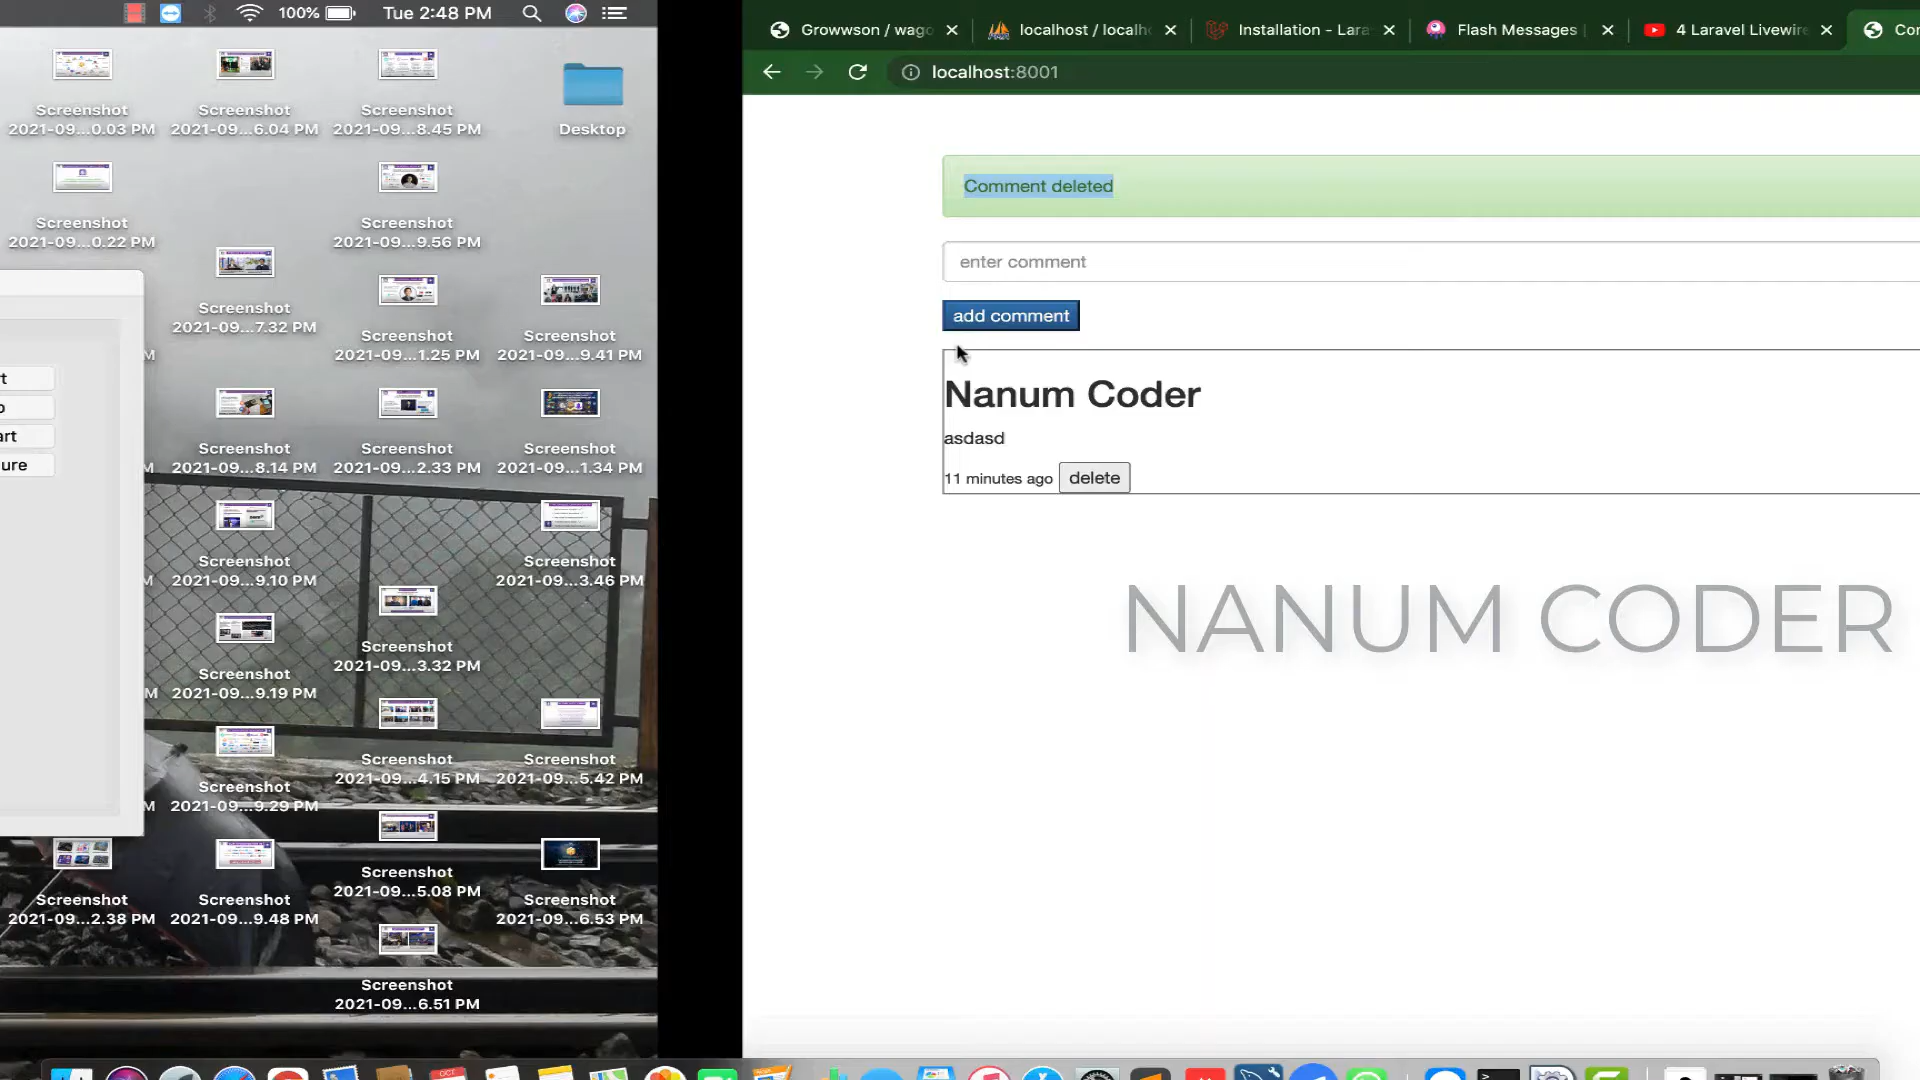 100%
Tue 2:48 PM
Screenshot
2021-09...0.03 PM
Screenshot
2021-09...6.04 PM
Screenshot
2021-09...8.45 PM
Desktop
Screenshot
2021-09...0.22 PM
Screenshot
2021-09...9.56 PM
Screenshot
2021-09...7.32 PM
Screenshot
2021-09...1.25 PM
Screenshot
2021-09...9.41 PM
Screenshot
2021-09...8.14 PM
Screenshot
2021-09...2.33 PM
Screenshot
2021-09...1.34 PM
Screenshot
2021-09...9.10 PM
Screenshot
2021-09...3.46 PM
Screenshot
2021-09...9.19 PM
Screenshot
2021-09...3.32 PM
Screenshot
2021-09...9.29 PM
Screenshot
2021-09...4.15 PM
Screenshot
2021-09...5.42 PM
Screenshot
2021-09...2.38 PM
Screenshot
2021-09...9.48 PM
Screenshot
2021-09...5.08 PM
Screenshot
2021-09...6.53 PM
Screenshot
2021-09...6.51 PM
Growwson / wago
localhost / localh
Installation - Lara
Flash Messages
4 Laravel Livewire
localhost:8001
Comment deleted
enter comment
add comment
Nanum Coder
asdasd
11 minutes ago
delete
NANUM CODER